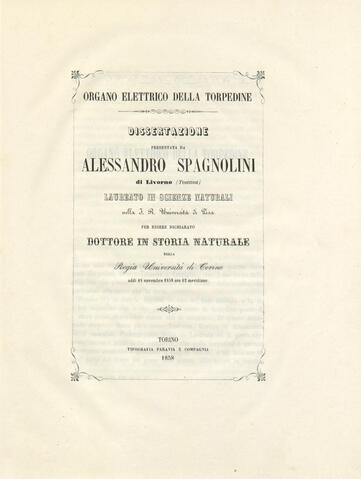 ORGANO ELETTRICO DELLA TORPEDINE
DISSERTAZIONE
PRESENTATA DA
ALESSANDRO SPAGNOLINI
di Livorno (Toscana)
LAUREATO IN SCIENZE NATURALI
nella I. R. Università di Pisa
PER ESSERE DICHIARATO
DOTTORE IN STORIA NATURALE
DELLA
Regia Università di Torino
addì 18 novembre 1858 ore 12 meridiane
TORINO
TIPOGRAFIA PARAVIA E COMPAGNIA
1858